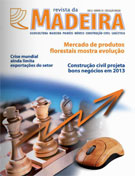 revista da
MADEIRA
Mercado de produtos
florestais mostra evolução
Crise mundial
ainda limita
exportações do setor
Construção civil projeta
bons negócios em 2013